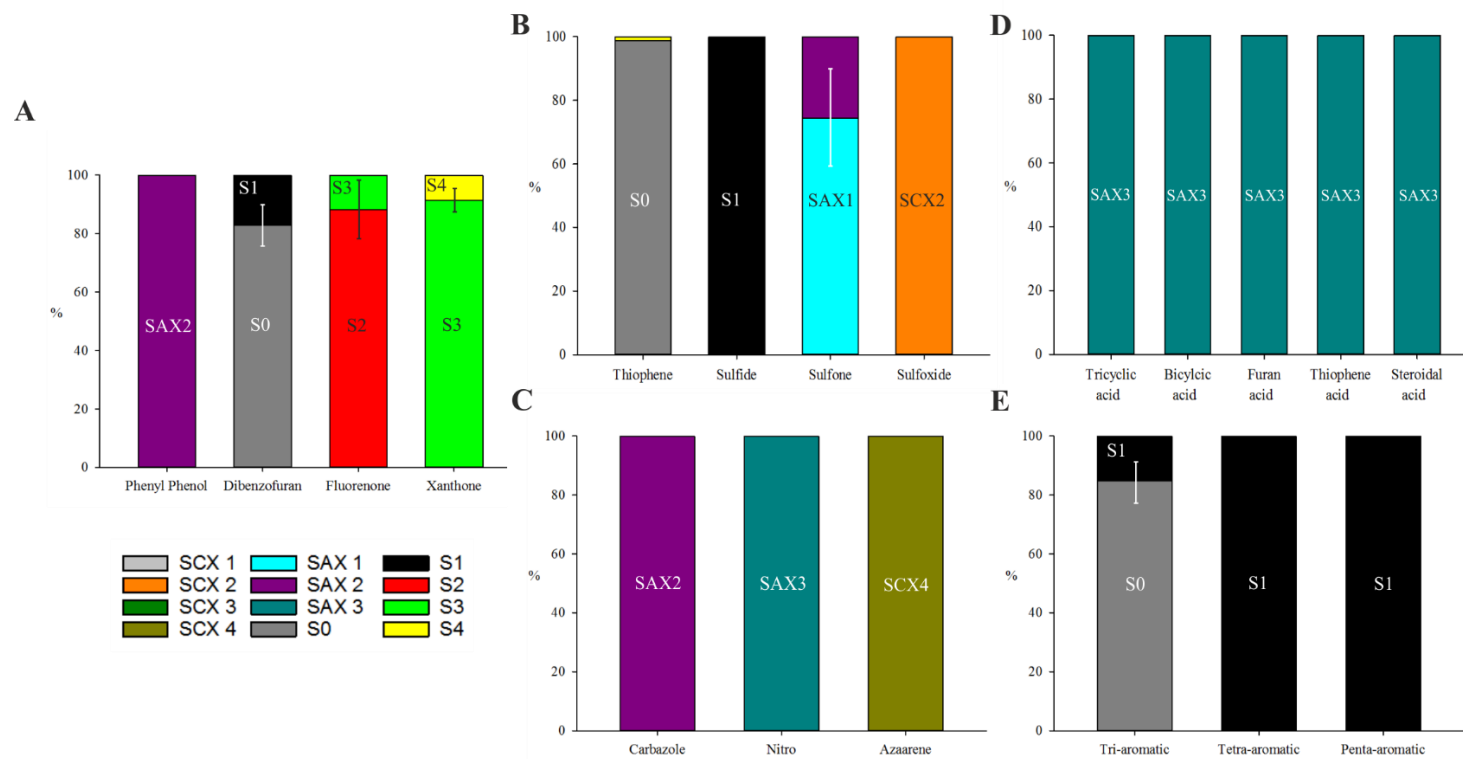 A
100
80
60
%
40
20
0
SAX2
S1
S0
S3
S2
S4
S3
Phenyl Phenol Dibenzofuran Fluorenone Xanthone
SCX 1 SAX 1 S1
SCX 2 SAX 2 S2
SCX 3 SAX 3 S3
SCX 4 S0 S4
B
100
80
60
%
40
20
0
S0
S1
SAX1
SCX2
Thiophene Sulfide Sulfone Sulfoxide
C
100
80
60
%
40
20
0
SAX2
SAX3
SCX4
Carbazole Nitro Azaarene
D
100
80
60
%
40
20
0
SAX3
SAX3
SAX3
SAX3
SAX3
Tricyclic Bicylcic Furan Thiophene Steroidal
acid acid acid acid acid
E
100
80
60
%
40
20
0
S1
S0
S1
S1
Tri-aromatic Tetra-aromatic Penta-aromatic